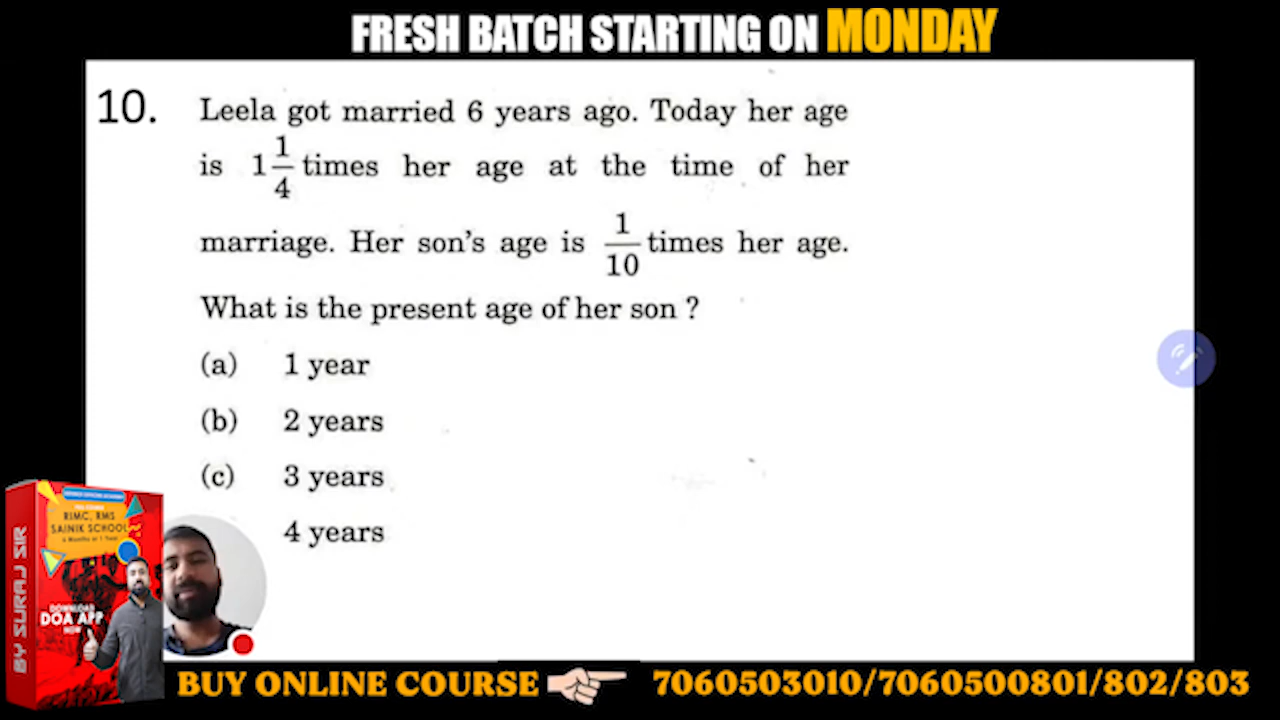 FRESH BATCH STARTING ON MONDAY
10. Leela got married 6 years ago. Today her age
is 1 1/4 times her age at the time of her
marriage. Her son's age is 1/10 times her age.
What is the present age of her son ?
(a) 1 year
(b) 2 years
(c) 3 years
4 years
RIMC, RMS
SAINIK SCHOOL
BY SURAJ SIR
DOWNLOAD
DOA APP
NOW
BUY ONLINE COURSE 7060503010/7060500801/802/803